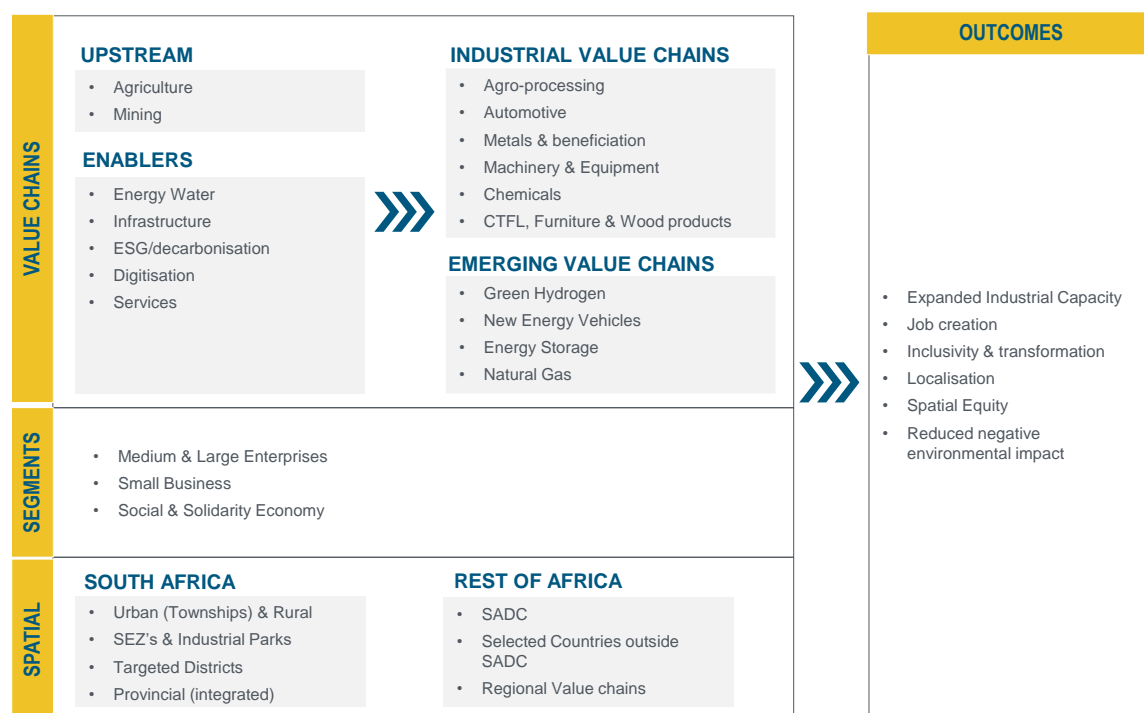 VALUE CHAINS
UPSTREAM
• Agriculture
• Mining
ENABLERS
• Energy Water
• Infrastructure
• ESG/decarbonisation
• Digitisation
• Services
INDUSTRIAL VALUE CHAINS
• Agro-processing
• Automotive
• Metals & beneficiation
• Machinery & Equipment
• Chemicals
• CTFL, Furniture & Wood products
EMERGING VALUE CHAINS
• Green Hydrogen
• New Energy Vehicles
• Energy Storage
• Natural Gas
SEGMENTS
• Medium & Large Enterprises
• Small Business
• Social & Solidarity Economy
SPATIAL
SOUTH AFRICA
• Urban (Townships) & Rural
• SEZ's & Industrial Parks
• Targeted Districts
• Provincial (integrated)
REST OF AFRICA
• SADC
• Selected Countries outside
SADC
• Regional Value chains
OUTCOMES
• Expanded Industrial Capacity
• Job creation
• Inclusivity & transformation
• Localisation
• Spatial Equity
• Reduced negative
environmental impact